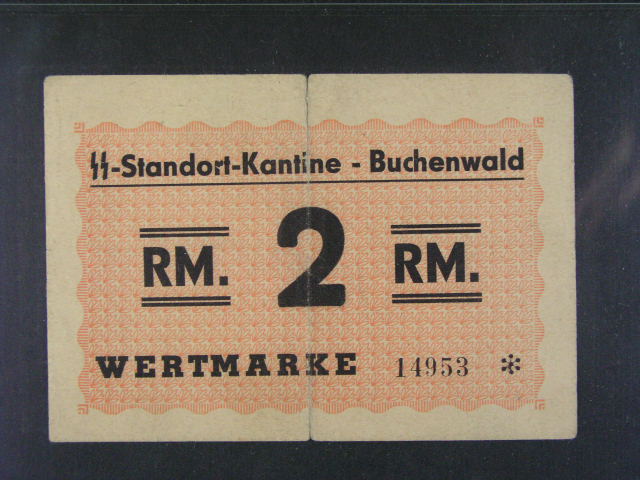 SS-Standort-Kantine - Buchenwald
RM. 2 RM.
WERTMARKE 14953 *